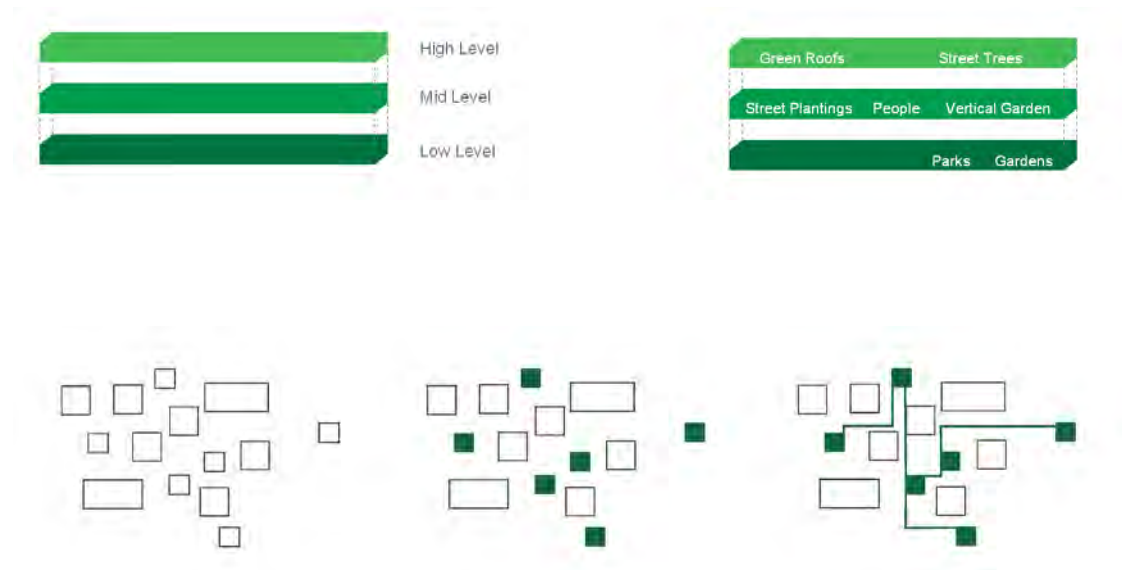 High Level
Mid Level
Low Level
Green Roofs Street Trees
Street Plantings People Vertical Garden
Parks Gardens